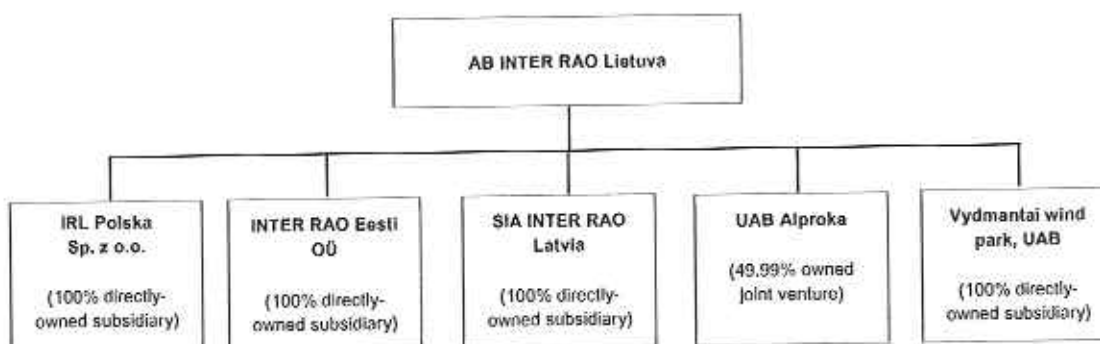 AB INTER RAO Lietuva
IRL Polska
Sp. z o.o.
(100% directly-
owned subsidiary)
INTER RAO Eesti
OÜ
(100% directly-
owned subsidiary)
SIA INTER RAO
Latvia
(100% directly-
owned subsidiary)
UAB Alproka
(49.99% owned
joint venture)
Vydmantai wind
park, UAB
(100% directly-
owned subsidiary)